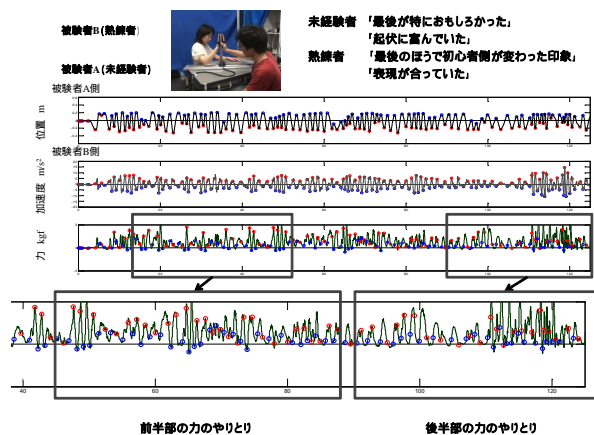 被験者B(熟練者)
被験者A(未経験者)
未経験者 「最後が特におもしろかった」
「起伏に富んでいた」
熟練者 「最後のほうで初心者側が変わった印象」
「表現が合っていた」
被験者A側
位置 m
被験者B側
加速度 m/s²
力 kgf
40 60 80 100 120
前半部の力のやりとり
後半部の力のやりとり